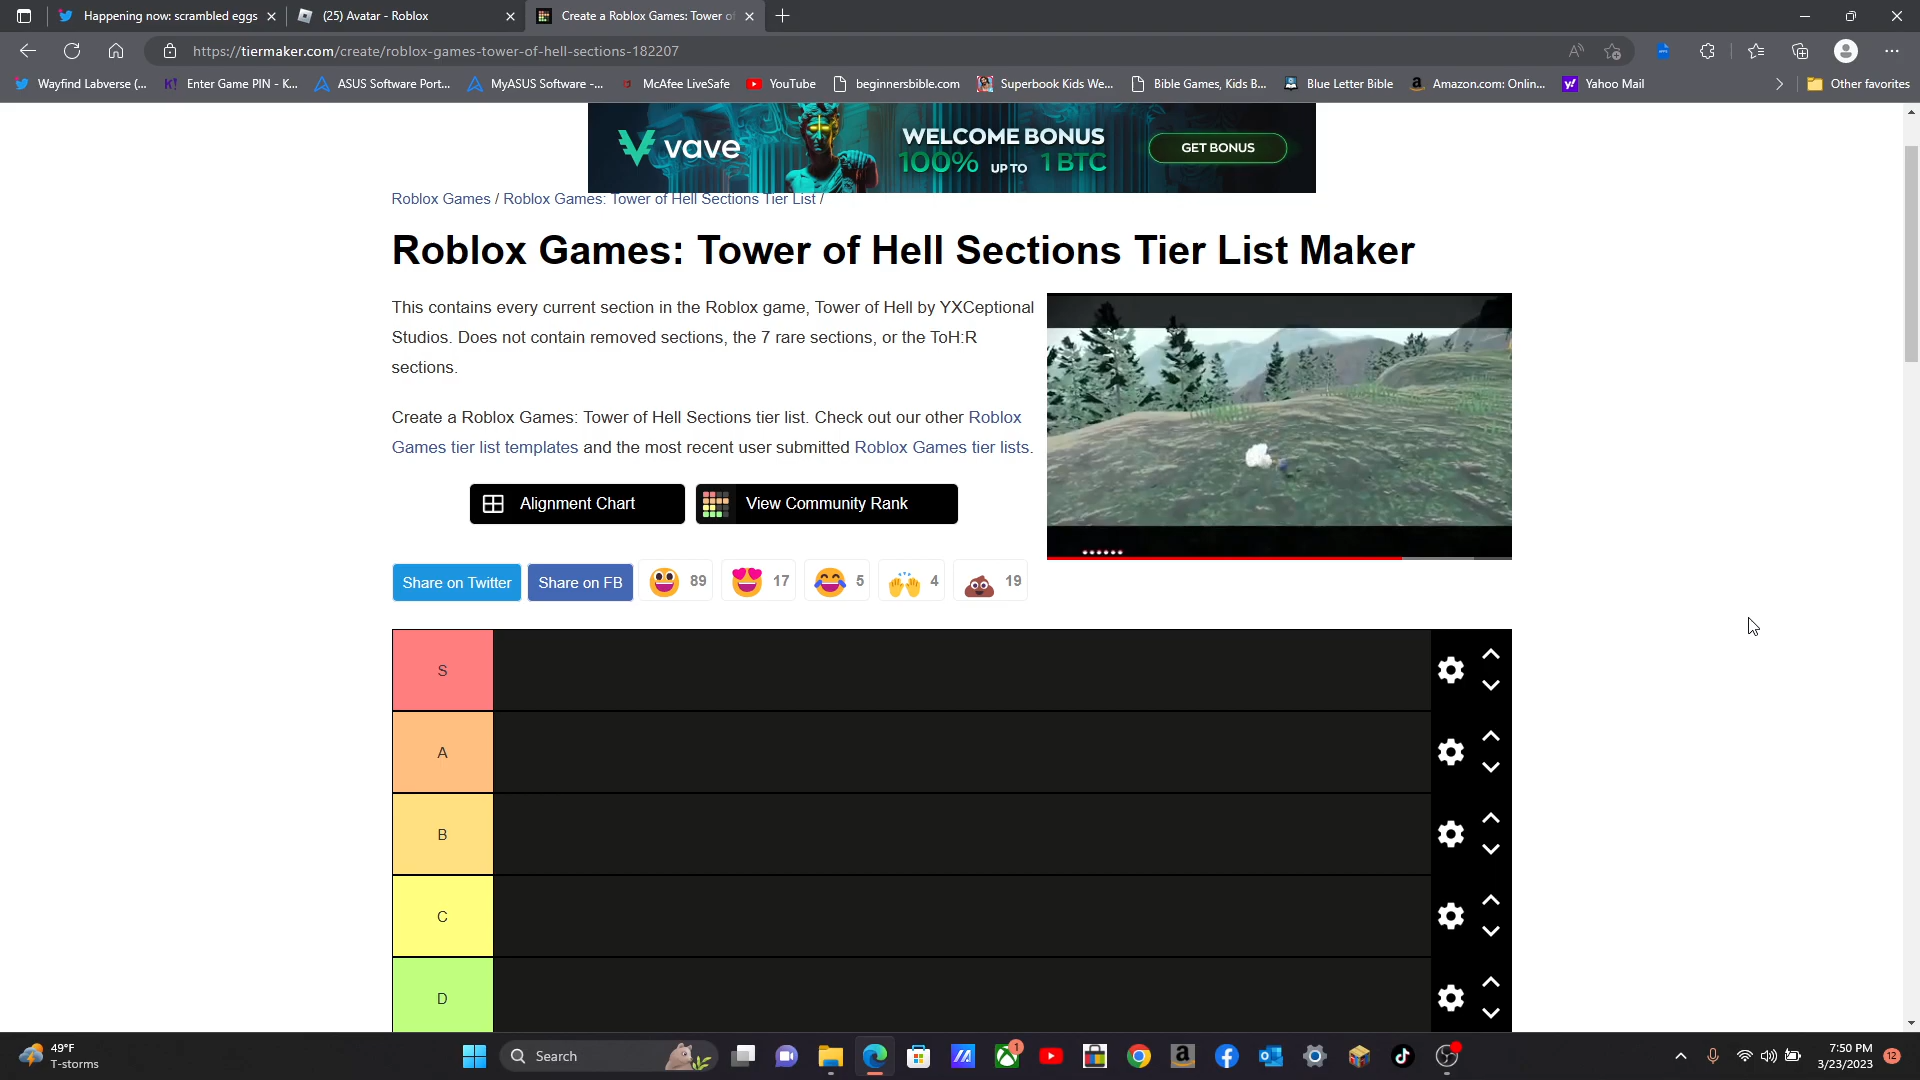 Happening now: scrambled eggs
(25) Avatar - Roblox
Create a Roblox Games: Tower of
https://tiermaker.com/create/roblox-games-tower-of-hell-sections-182207
Wayfind Labverse (...
Enter Game PIN - K...
ASUS Software Port...
MyASUS Software -...
McAfee LiveSafe
YouTube
beginnersbible.com
Superbook Kids We...
Bible Games, Kids B...
Blue Letter Bible
Amazon.com: Onlin...
Yahoo Mail
Other favorites
vave
WELCOME BONUS
100% UP TO 1 BTC
GET BONUS
Roblox Games / Roblox Games: Tower of Hell Sections Tier List /
Roblox Games: Tower of Hell Sections Tier List Maker
This contains every current section in the Roblox game, Tower of Hell by YXCeptional
Studios. Does not contain removed sections, the 7 rare sections, or the ToH:R
sections.
Create a Roblox Games: Tower of Hell Sections tier list. Check out our other Roblox
Games tier list templates and the most recent user submitted Roblox Games tier lists.
Alignment Chart
View Community Rank
Share on Twitter
Share on FB
89
17
5
4
19
S
A
B
C
D
49°F
T-storms
Search
1
7:50 PM
3/23/2023
12